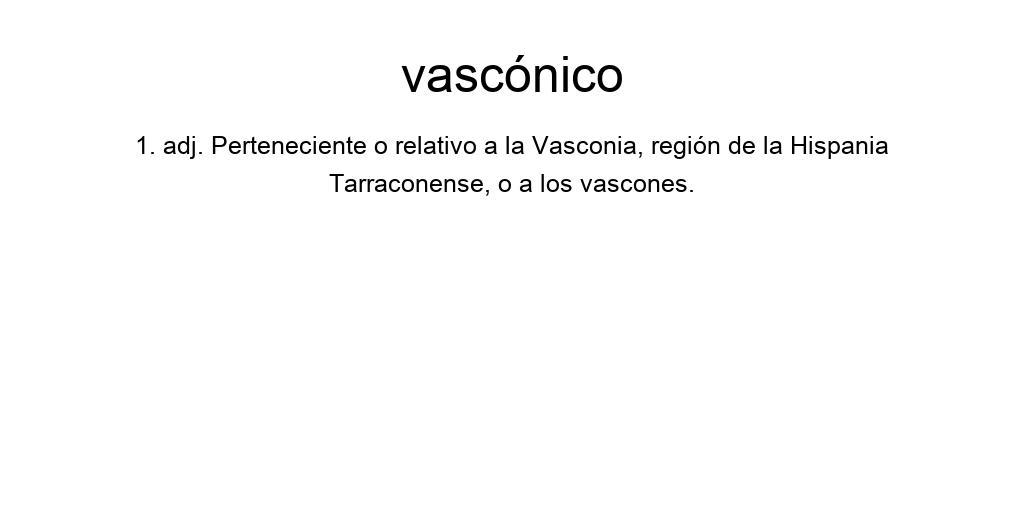 vascónico
1. adj. Perteneciente o relativo a la Vasconia, región de la Hispania
Tarraconense, o a los vascones.